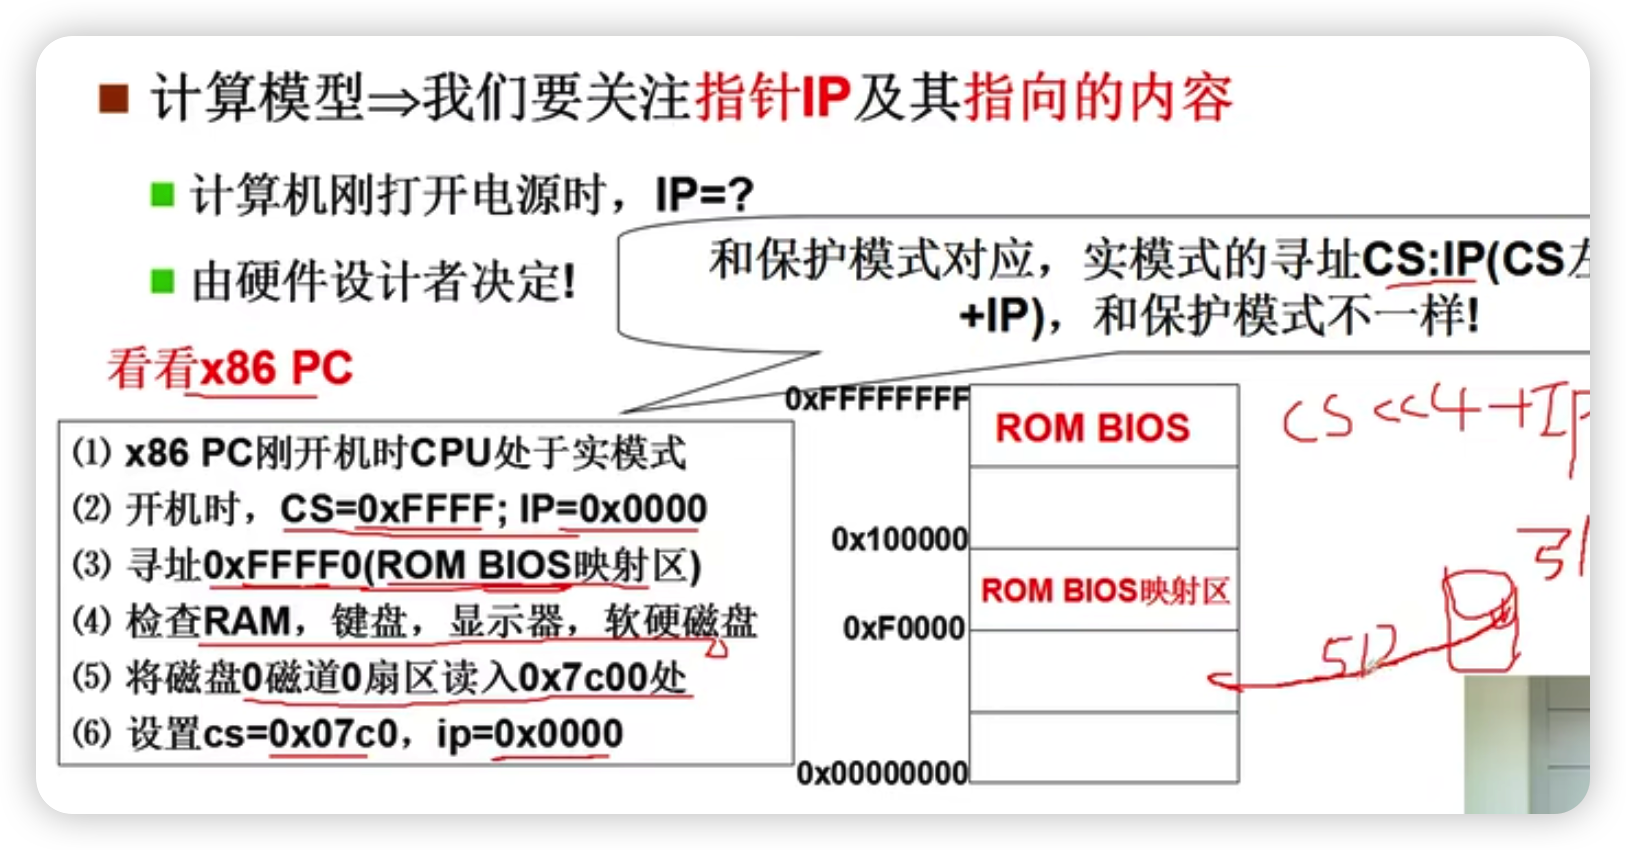 计算模型⇒我们要关注指针IP及其指向的内容
计算机刚打开电源时，IP=?
由硬件设计者决定!
和保护模式对应，实模式的寻址CS:IP(CS左
+IP)，和保护模式不一样!
看看x86 PC
(1) x86 PC刚开机时CPU处于实模式
(2) 开机时，CS=0xFFFF; IP=0x0000
(3) 寻址0xFFFF0(ROM BIOS映射区)
(4) 检查RAM，键盘，显示器，软硬磁盘
(5) 将磁盘0磁道0扇区读入0x7c00处
(6) 设置cs=0x07c0，ip=0x0000
0xFFFFFFFF
ROM BIOS
0x100000
ROM BIOS映射区
0xF0000
0x00000000
CS<<4+IP
512